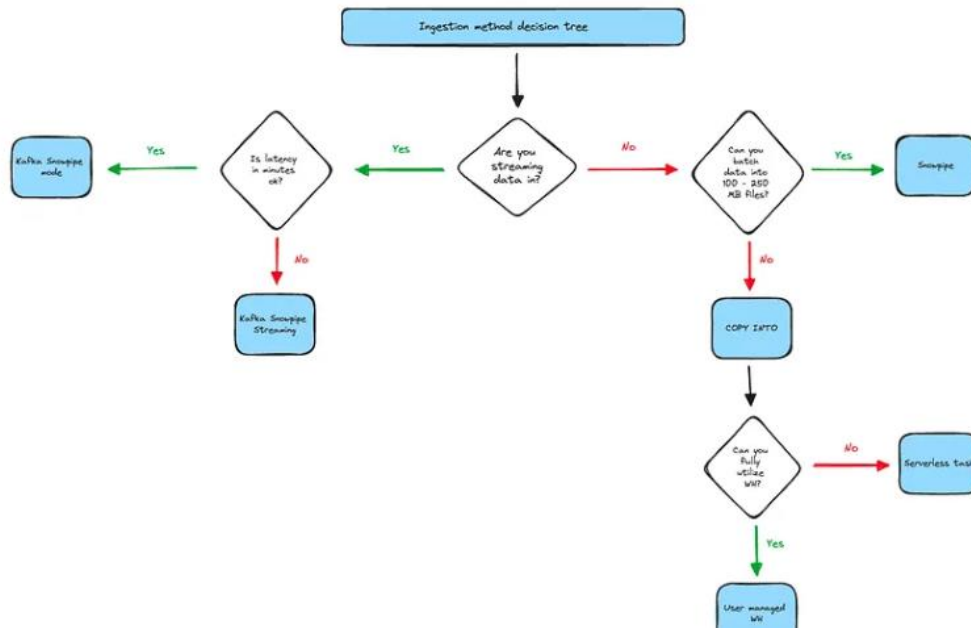 Ingestion method decision tree
Are you
streaming
data in?
Yes
No
Is latency
in minutes
ok?
Yes
Kafka Snowpipe
mode
No
Kafka Snowpipe
Streaming
Can you
batch
data into
100 - 250
MB files?
Yes
Snowpipe
No
COPY INTO
Can you
fully
utilize
WH?
No
Serverless task
Yes
User managed
WH